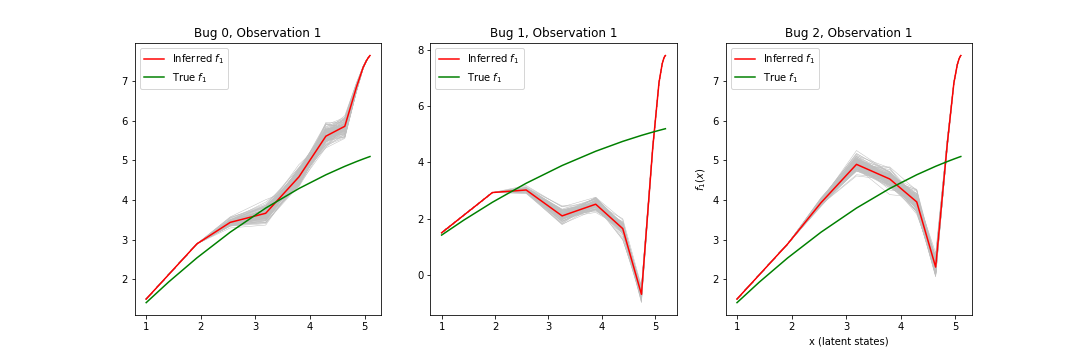 Bug 0, Observation 1
Inferred f₁
True f₁
7
6
5
4
3
2
1 2 3 4 5
Bug 1, Observation 1
Inferred f₁
True f₁
8
6
4
2
0
1 2 3 4 5
Bug 2, Observation 1
Inferred f₁
True f₁
f₁(x)
7
6
5
4
3
2
1 2 3 4 5
x (latent states)